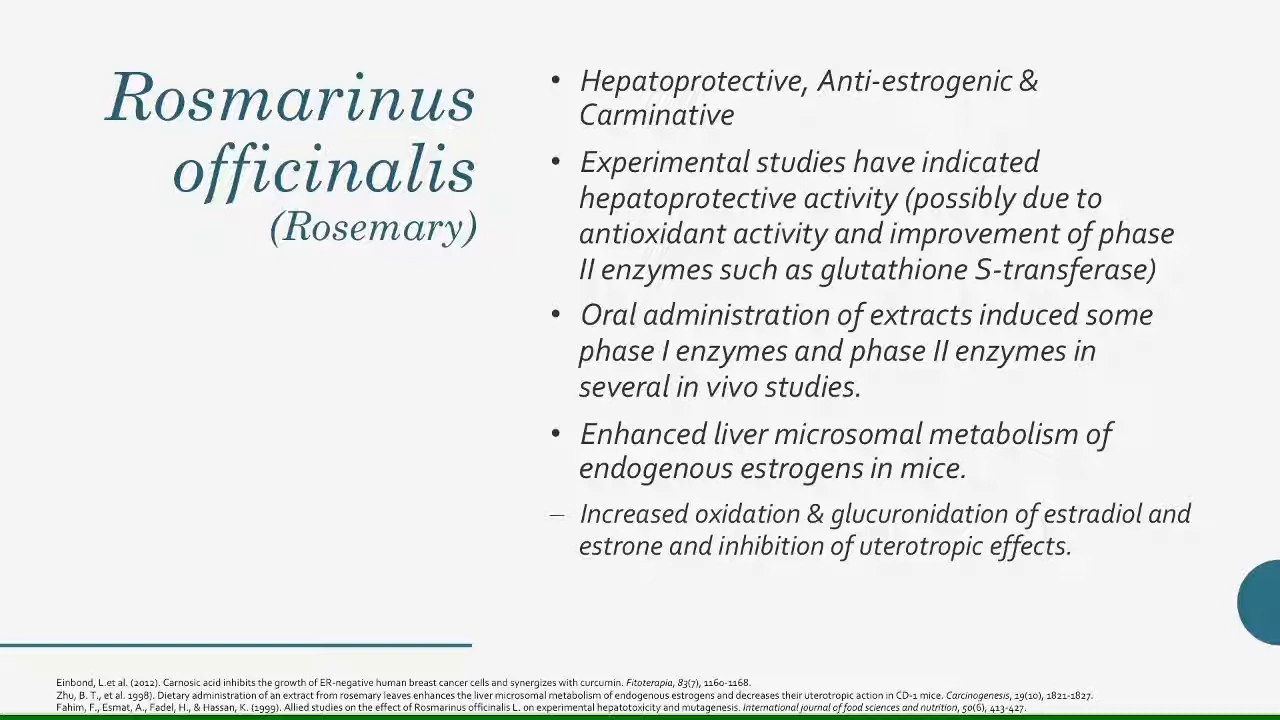 Rosmarinus
officinalis
(Rosemary)
• Hepatoprotective, Anti-estrogenic &
Carminative
• Experimental studies have indicated
hepatoprotective activity (possibly due to
antioxidant activity and improvement of phase
II enzymes such as glutathione S-transferase)
• Oral administration of extracts induced some
phase I enzymes and phase II enzymes in
several in vivo studies.
• Enhanced liver microsomal metabolism of
endogenous estrogens in mice.
– Increased oxidation & glucuronidation of estradiol and
estrone and inhibition of uterotropic effects.
Einbond, L.et al. (2012). Carnosic acid inhibits the growth of ER-negative human breast cancer cells and synergizes with curcumin. Fitoterapia, 83(7), 1160-1168.
Zhu, B. T., et al. 1998). Dietary administration of an extract from rosemary leaves enhances the liver microsomal metabolism of endogenous estrogens and decreases their uterotropic action in CD-1 mice. Carcinogenesis, 19(10), 1821-1827.
Fahim, F., Esmat, A., Fadel, H., & Hassan, K. (1999). Allied studies on the effect of Rosmarinus officinalis L. on experimental hepatotoxicity and mutagenesis. International journal of food sciences and nutrition, 50(6), 413-427.